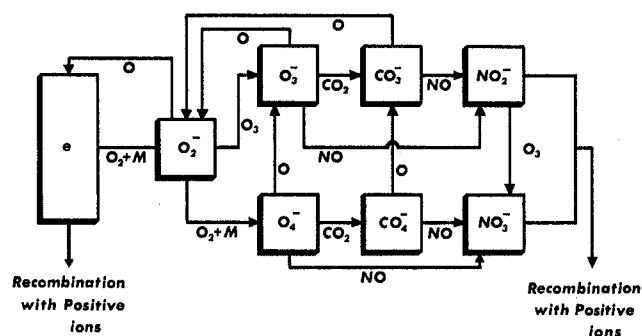 O
O
O
e
O₂+M
O₂⁻
O₃
O₃⁻
CO₂
CO₃⁻
NO
NO₂⁻
NO
O
O
O₃
O₂+M
O₄⁻
CO₂
CO₄⁻
NO
NO₃⁻
NO
Recombination
with Positive
ions
Recombination
with Positive
ions